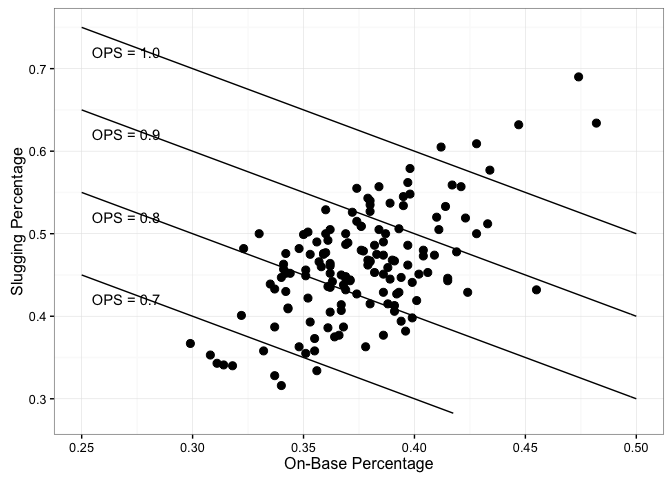 OPS = 1.0
OPS = 0.9
OPS = 0.8
OPS = 0.7
0.7
0.6
0.5
0.4
0.3
Slugging Percentage
0.25 0.30 0.35 0.40 0.45 0.50
On-Base Percentage